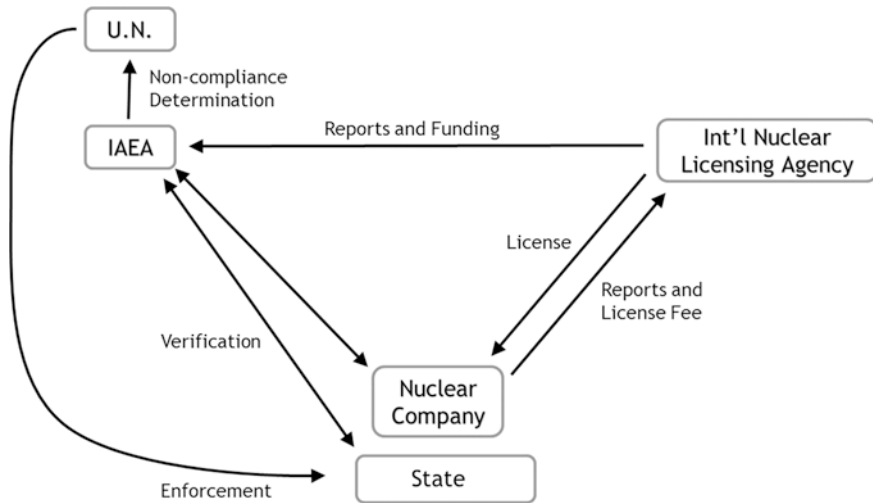 U.N.
Non-compliance
Determination
Reports and Funding
IAEA
Int'l Nuclear
Licensing Agency
License
Reports and
License Fee
Verification
Nuclear
Company
State
Enforcement